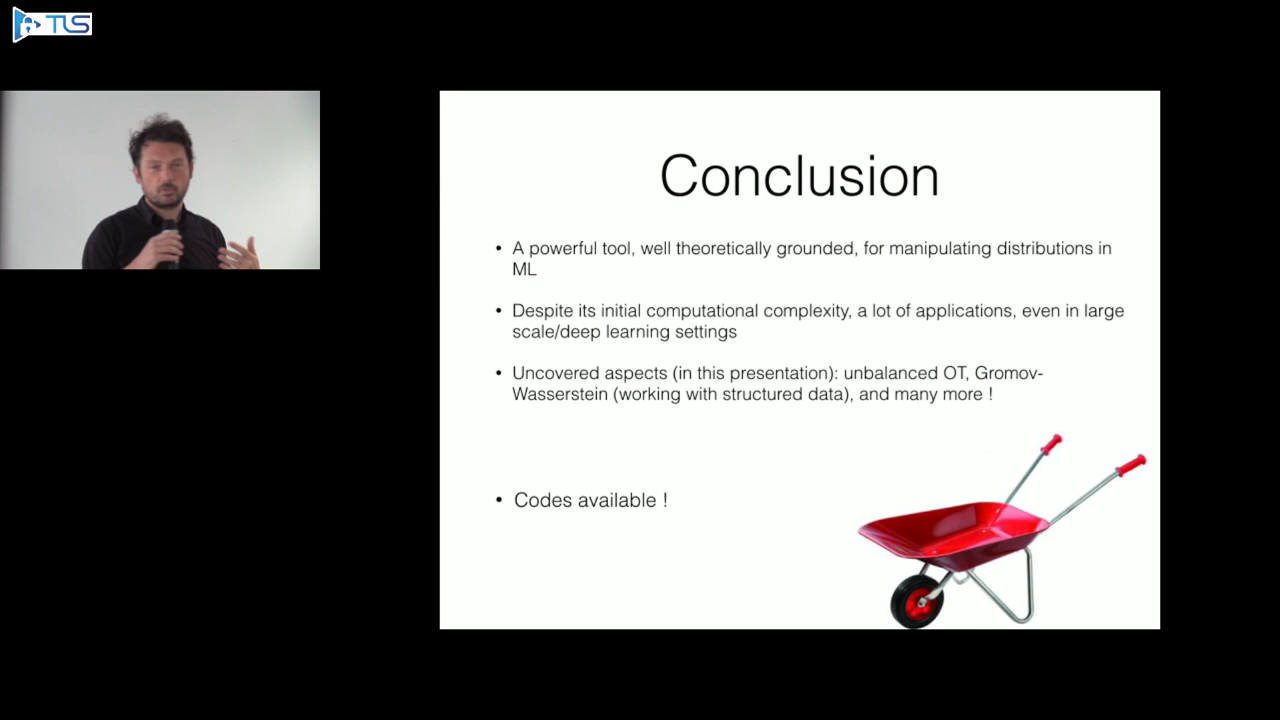 TLS
Conclusion
• A powerful tool, well theoretically grounded, for manipulating distributions in
ML
• Despite its initial computational complexity, a lot of applications, even in large
scale/deep learning settings
• Uncovered aspects (in this presentation): unbalanced OT, Gromov-
Wasserstein (working with structured data), and many more !
• Codes available !